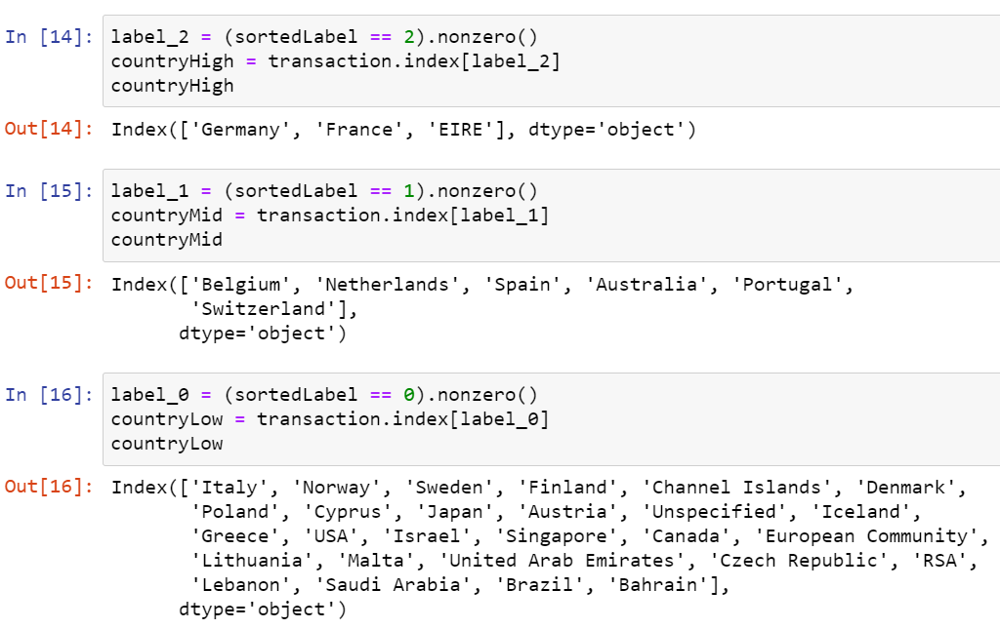 In [14]: label_2 = (sortedLabel == 2).nonzero()
countryHigh = transaction.index[label_2]
countryHigh
Out[14]: Index(['Germany', 'France', 'EIRE'], dtype='object')
In [15]: label_1 = (sortedLabel == 1).nonzero()
countryMid = transaction.index[label_1]
countryMid
Out[15]: Index(['Belgium', 'Netherlands', 'Spain', 'Australia', 'Portugal',
'Switzerland'],
dtype='object')
In [16]: label_0 = (sortedLabel == 0).nonzero()
countryLow = transaction.index[label_0]
countryLow
Out[16]: Index(['Italy', 'Norway', 'Sweden', 'Finland', 'Channel Islands', 'Denmark',
'Poland', 'Cyprus', 'Japan', 'Austria', 'Unspecified', 'Iceland',
'Greece', 'USA', 'Israel', 'Singapore', 'Canada', 'European Community',
'Lithuania', 'Malta', 'United Arab Emirates', 'Czech Republic', 'RSA',
'Lebanon', 'Saudi Arabia', 'Brazil', 'Bahrain'],
dtype='object')